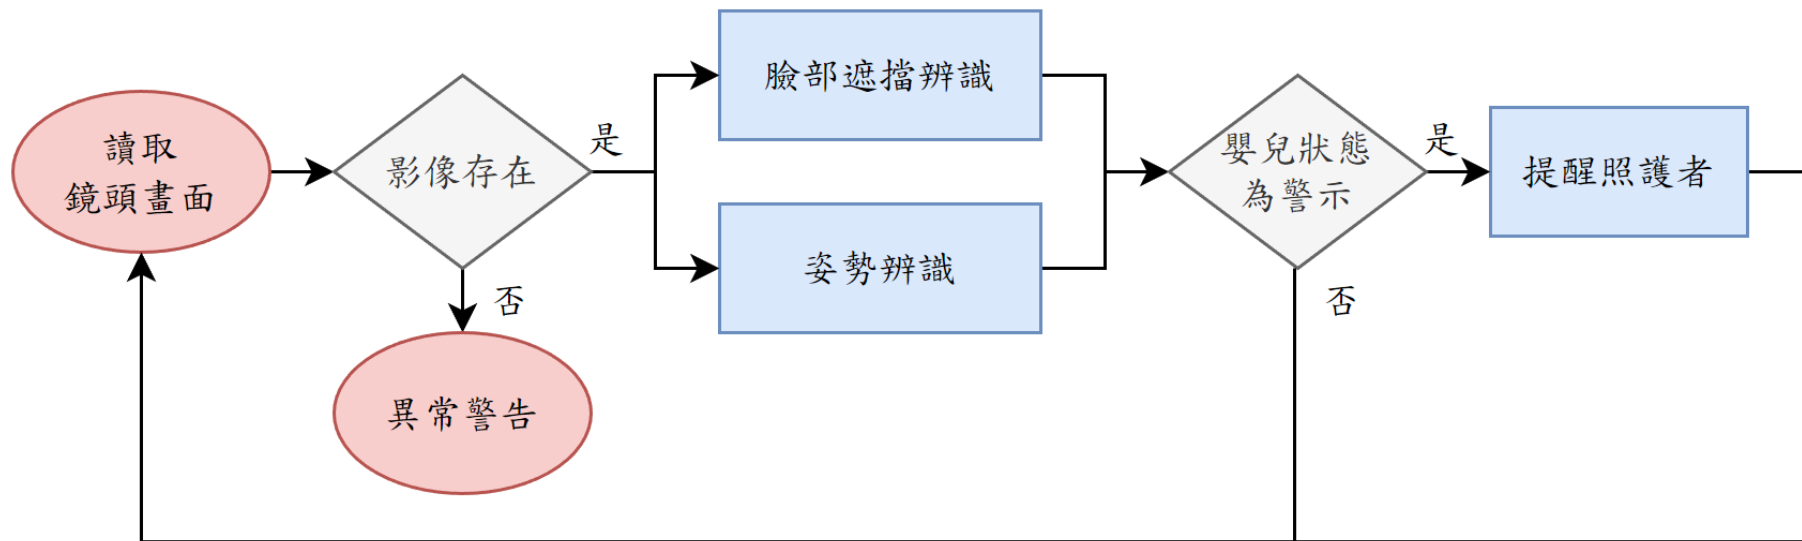 讀取
鏡頭畫面
影像存在
是
否
異常警告
臉部遮擋辨識
姿勢辨識
嬰兒狀態
為警示
是
否
提醒照護者